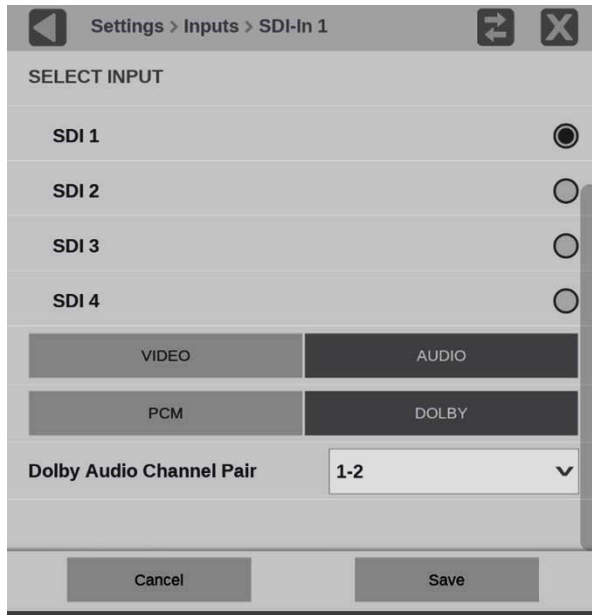 Settings > Inputs > SDI-In 1
SELECT INPUT
SDI 1
SDI 2
SDI 3
SDI 4
VIDEO AUDIO
PCM DOLBY
Dolby Audio Channel Pair 1-2
Cancel Save